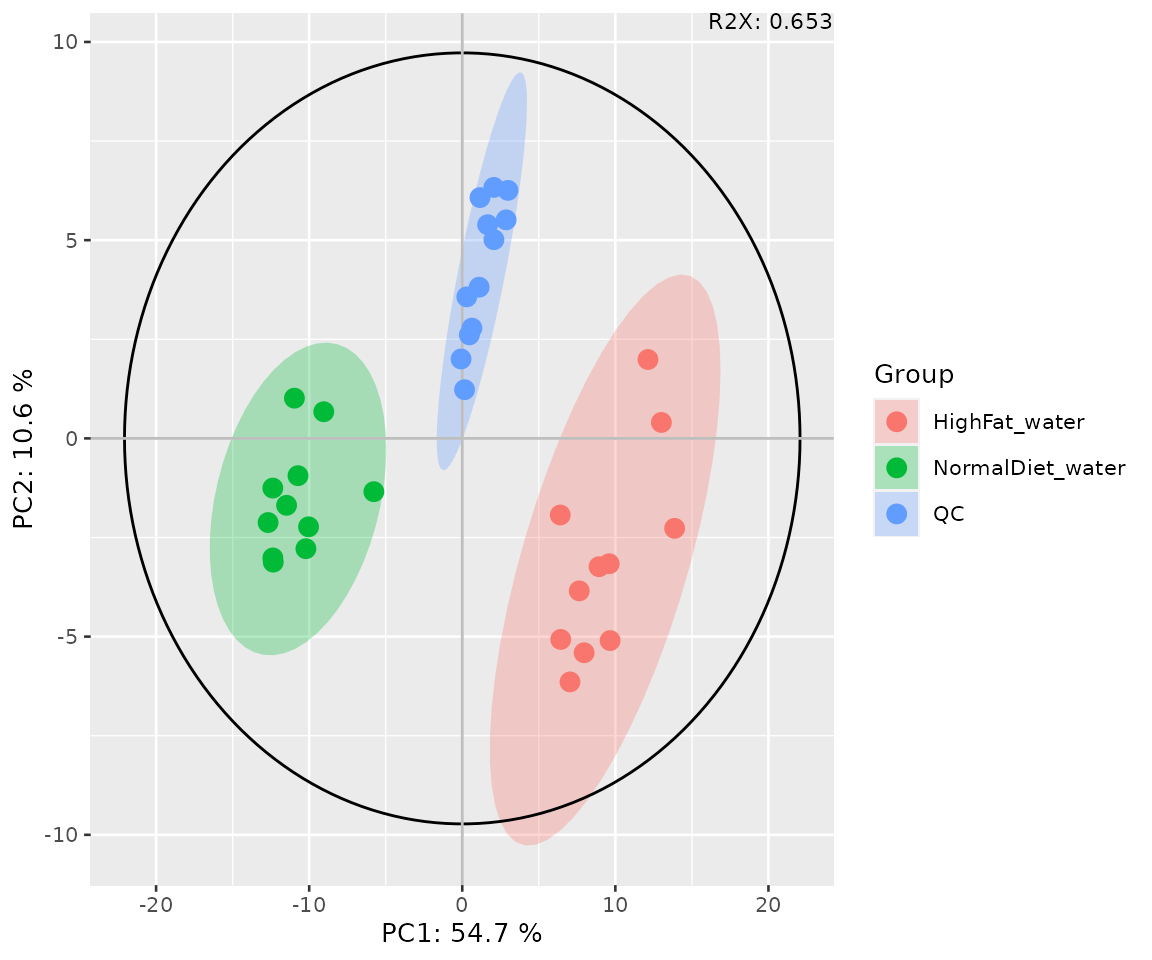 R2X: 0.653
10
5
0
-5
-10
PC2: 10.6 %
-20
-10
0
10
20
PC1: 54.7 %
Group
HighFat_water
NormalDiet_water
QC